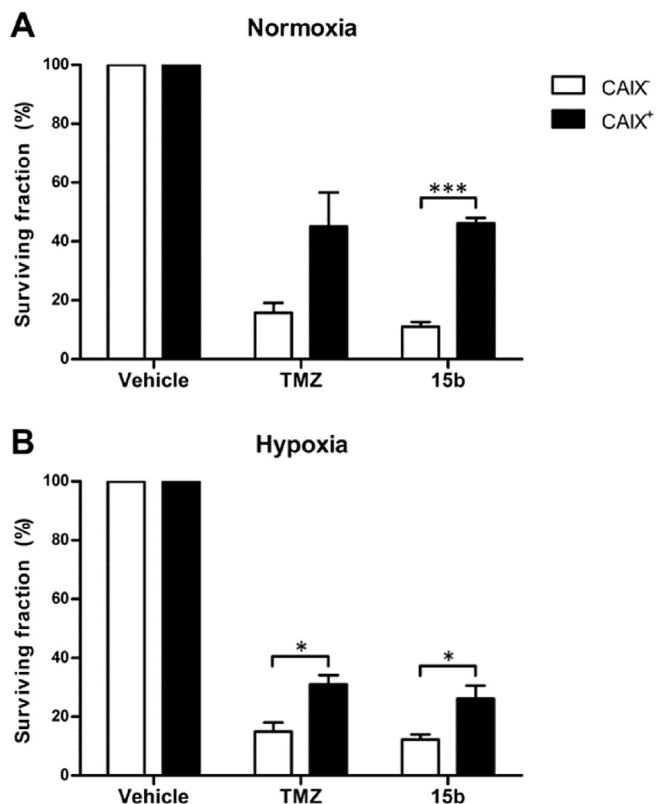 A
Normoxia
Surviving fraction (%)
100
80
60
40
20
0
***
Vehicle
TMZ
15b
CAIX⁻
CAIX⁺
B
Hypoxia
Surviving fraction (%)
100
80
60
40
20
0
*
*
Vehicle
TMZ
15b